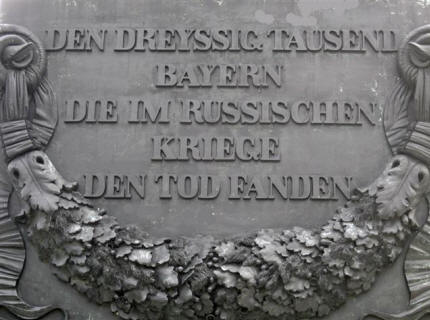 DEN DREYSSIG. TAUSEND
BAYERN
DIE IM RUSSISCHEN
KRIEGE
DEN TOD FANDEN